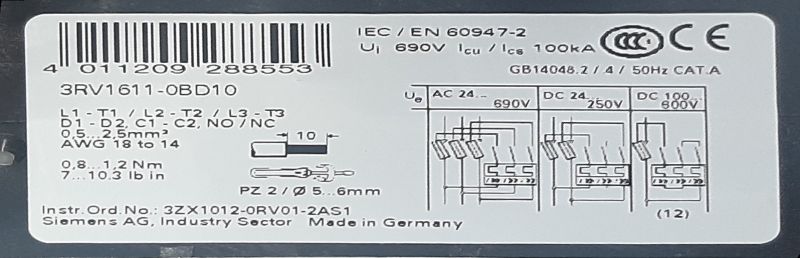 IEC / EN 60947-2
Ui 690V Icu / Ics 100kA
CCC CE
4 011209 288553
GB14048.2 / 4 / 50Hz CAT.A
3RV1611-0BD10
L1 - T1 / L2 - T2 / L3 - T3
D1 - D2, C1 - C2, NO / NC
0,5...2,5mm²
AWG 18 to 14
10
0,8...1,2 Nm
7...10.3 lb in
PZ 2 / Ø 5...6mm
Ue AC 24... 690V
DC 24... 250V
DC 100... 600V
(12)
Instr.Ord.No.: 3ZX1012-0RV01-2AS1
Siemens AG, Industry Sector Made in Germany